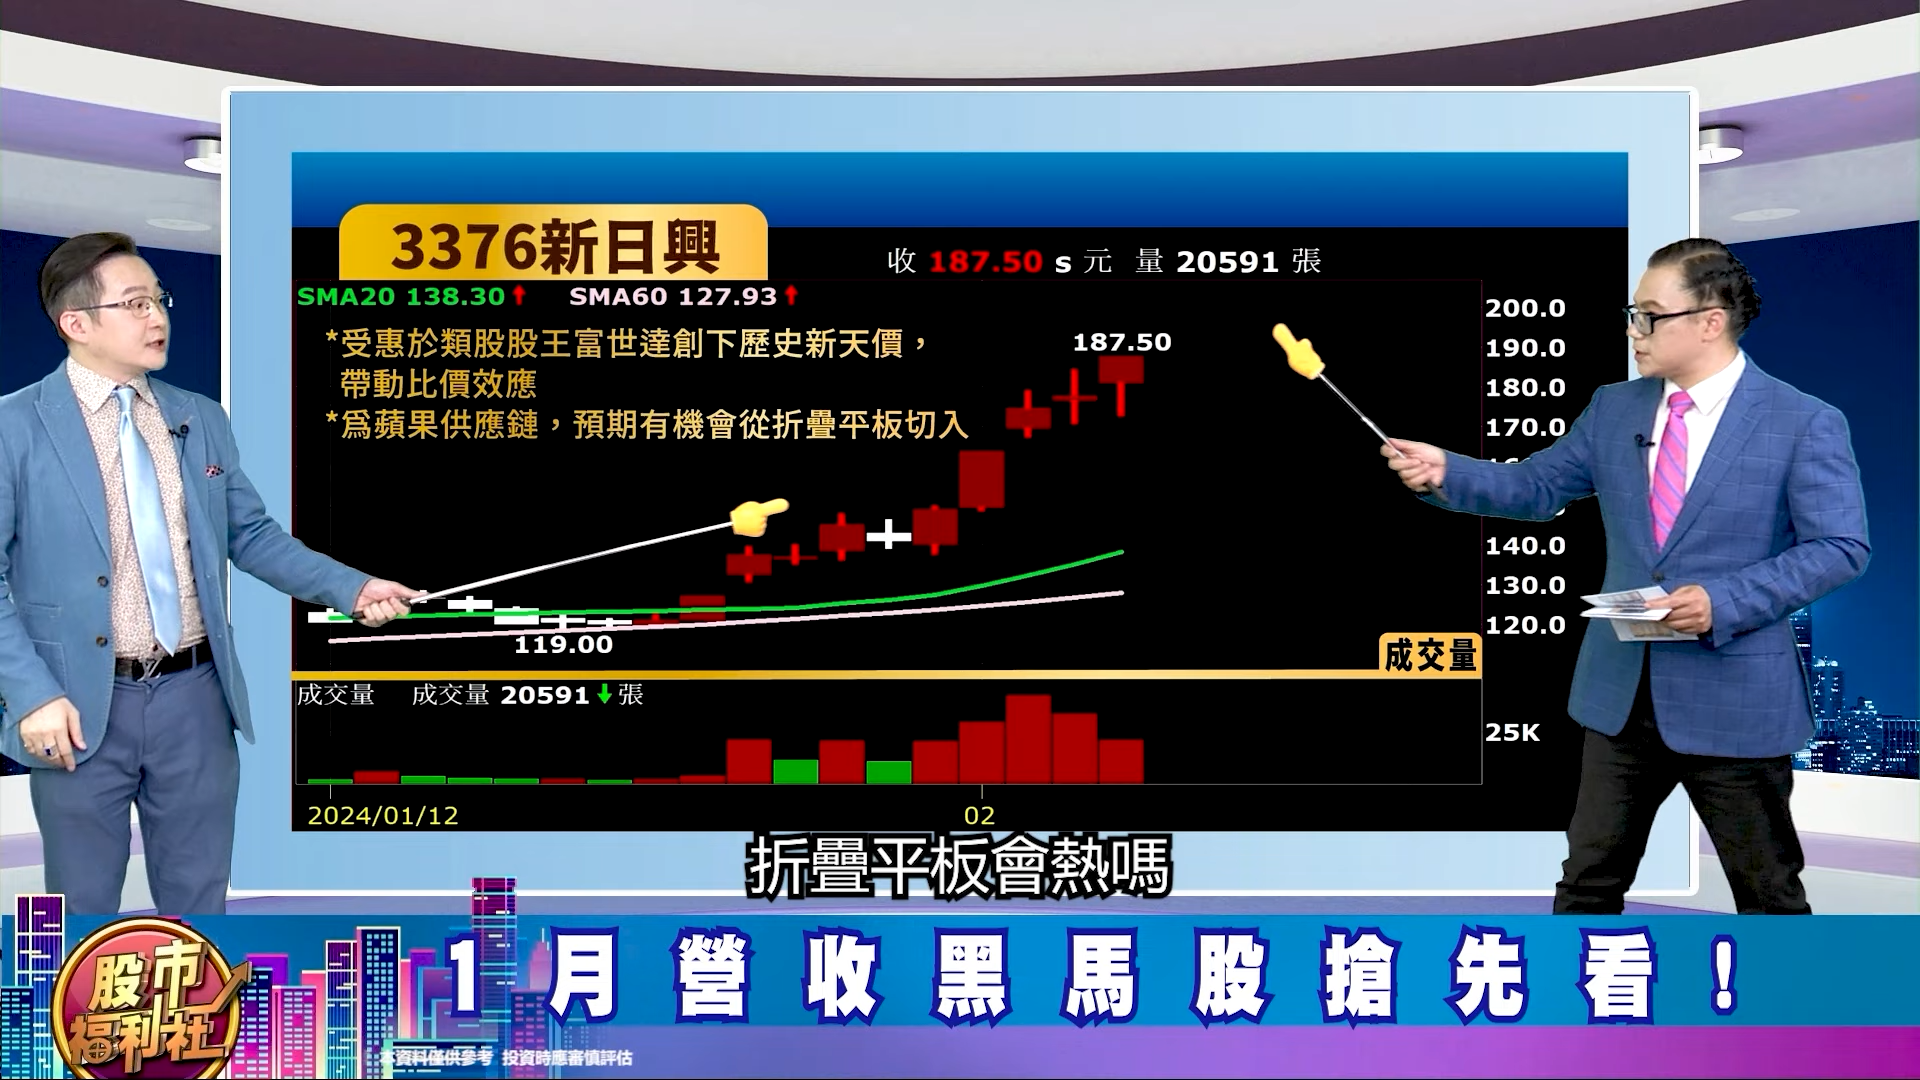 3376新日興
收 187.50 s 元 量 20591 張
SMA20 138.30↑ SMA60 127.93↑
*受惠於類股股王富世達創下歷史新天價，
帶動比價效應
*為蘋果供應鏈，預期有機會從折疊平板切入
187.50
119.00
200.0
190.0
180.0
170.0
140.0
130.0
120.0
成交量
成交量 成交量 20591↓張
25K
2024/01/12
02
折疊平板會熱嗎
1月營收黑馬股搶先看！
股市
福利社
本資料僅供參考 投資時應審慎評估